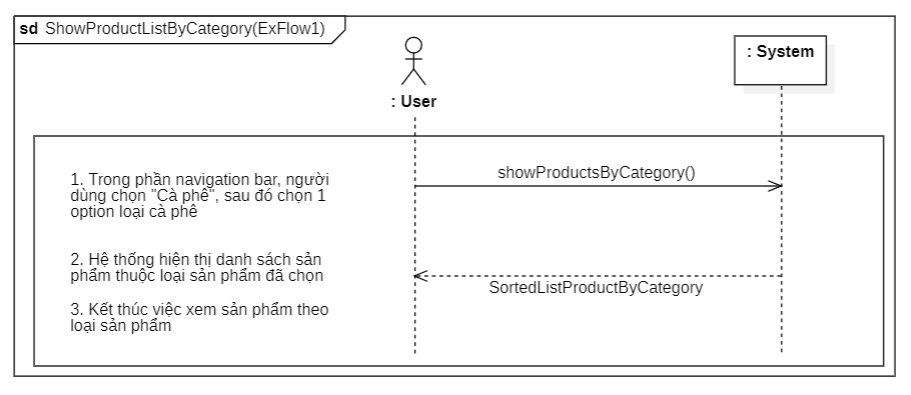 sd ShowProductListByCategory(ExFlow1)
: User
: System
1. Trong phần navigation bar, người
dùng chọn "Cà phê", sau đó chọn 1
option loại cà phê
showProductsByCategory()
2. Hệ thống hiện thị danh sách sản
phẩm thuộc loại sản phẩm đã chọn
SortedListProductByCategory
3. Kết thúc việc xem sản phẩm theo
loại sản phẩm